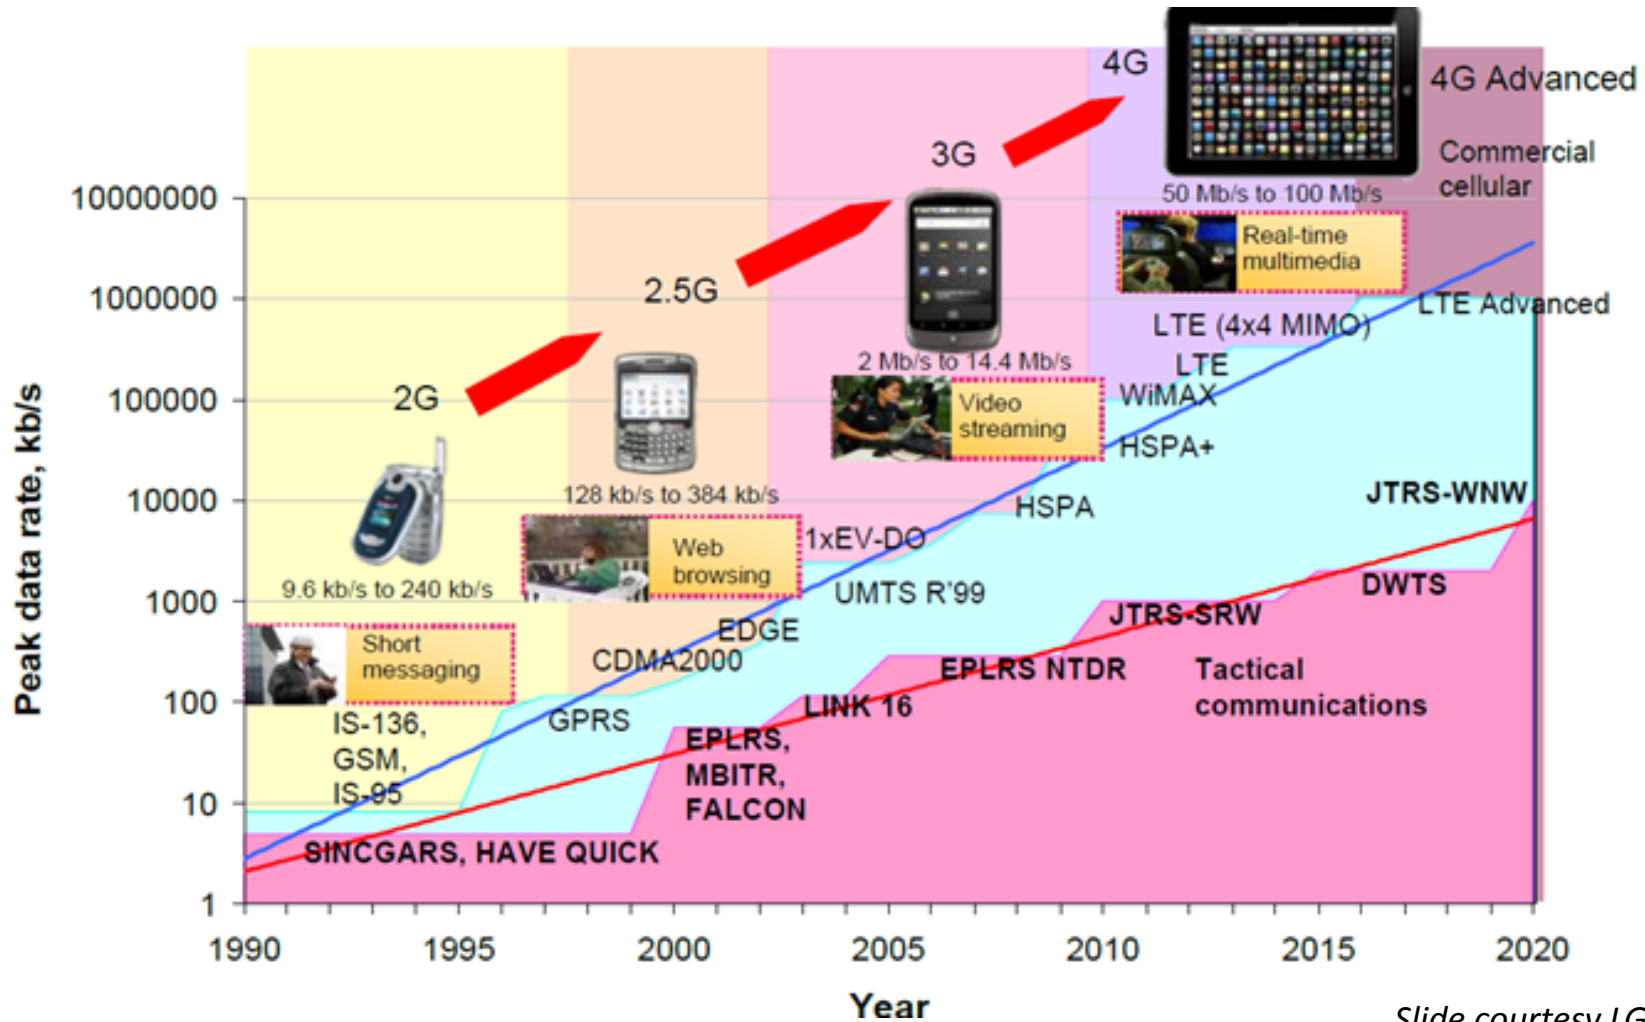 4G
4G Advanced
3G
Commercial
cellular
10000000
50 Mb/s to 100 Mb/s
Real-time
multimedia
2.5G
1000000
LTE Advanced
LTE (4x4 MIMO)
2 Mb/s to 14.4 Mb/s
LTE
2G
100000
WiMAX
Video
streaming
HSPA+
128 kb/s to 384 kb/s
10000
JTRS-WNW
HSPA
1xEV-DO
Web
browsing
9.6 kb/s to 240 kb/s
UMTS R'99
DWTS
1000
JTRS-SRW
EDGE
Short
messaging
CDMA2000
EPLRS NTDR
Tactical
communications
100
LINK 16
GPRS
IS-136,
GSM,
IS-95
EPLRS,
MBITR,
FALCON
10
SINCGARS, HAVE QUICK
1
Peak data rate, kb/s
1990 1995 2000 2005 2010 2015 2020
Year
Slide courtesy LG